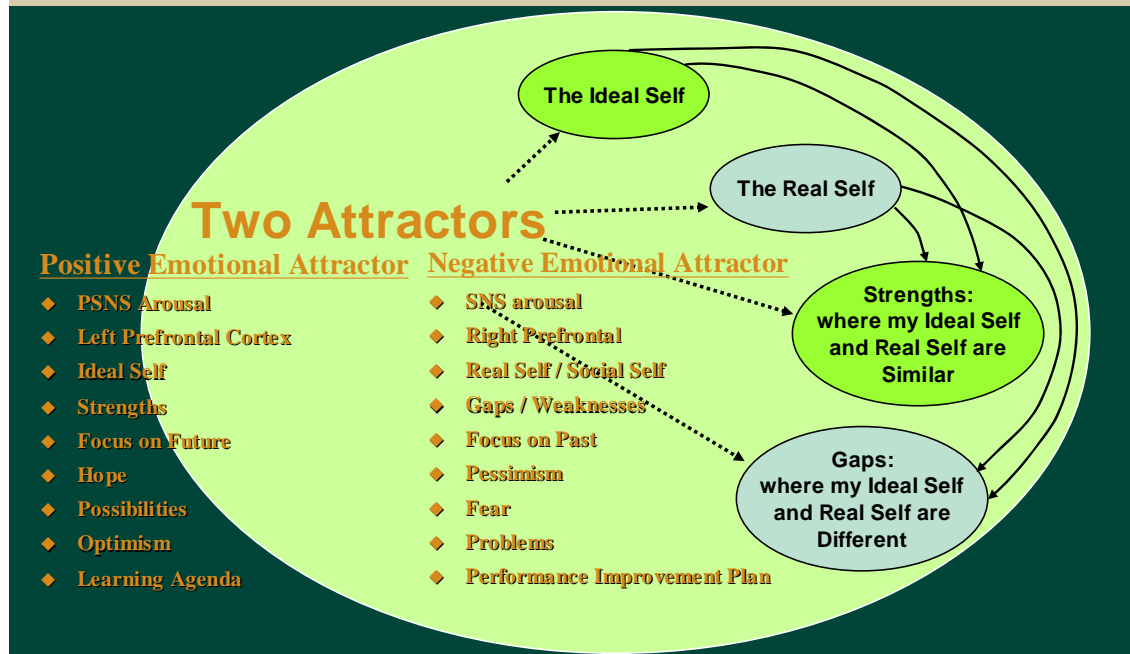 Two Attractors
Positive Emotional Attractor
◆ PSNS Arousal
◆ Left Prefrontal Cortex
◆ Ideal Self
◆ Strengths
◆ Focus on Future
◆ Hope
◆ Possibilities
◆ Optimism
◆ Learning Agenda
Negative Emotional Attractor
◆ SNS arousal
◆ Right Prefrontal
◆ Real Self / Social Self
◆ Gaps / Weaknesses
◆ Focus on Past
◆ Pessimism
◆ Fear
◆ Problems
◆ Performance Improvement Plan
The Ideal Self
The Real Self
Strengths:
where my Ideal Self
and Real Self are
Similar
Gaps:
where my Ideal Self
and Real Self are
Different